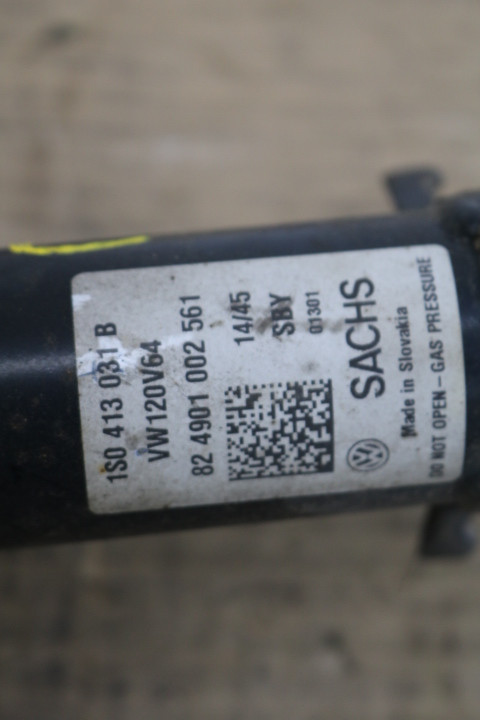 1S0 413 031 B
VW120V64
82 4901 002 561
14/45
SBY
01301
SACHS
Made in Slovakia
DO NOT OPEN - GAS PRESSURE